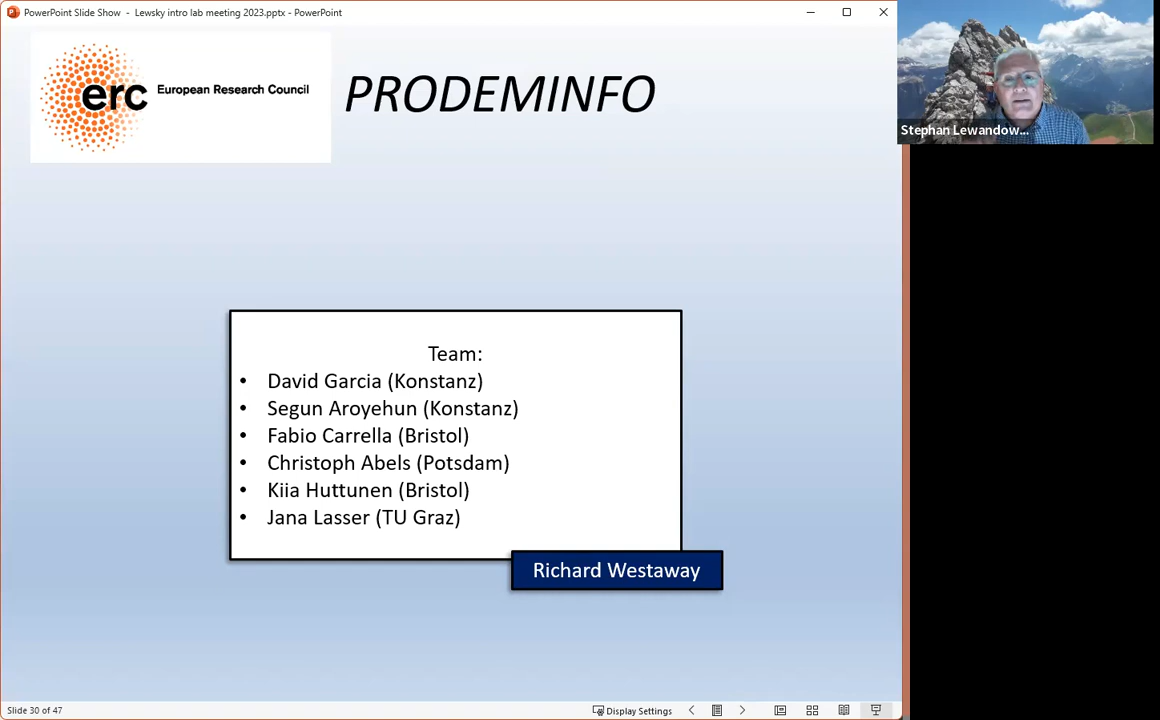 PowerPoint Slide Show - Lewsky intro lab meeting 2023.pptx - PowerPoint
erc European Research Council
PRODEMINFO
Stephan Lewandow...
Team:
• David Garcia (Konstanz)
• Segun Aroyehun (Konstanz)
• Fabio Carrella (Bristol)
• Christoph Abels (Potsdam)
• Kiia Huttunen (Bristol)
• Jana Lasser (TU Graz)
Richard Westaway
Slide 30 of 47
Display Settings